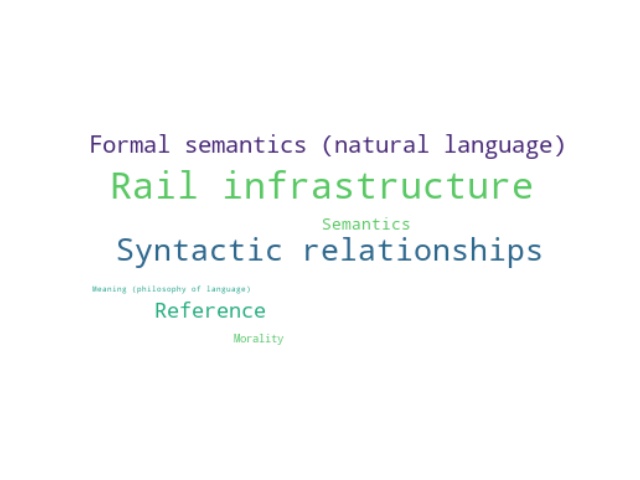 Formal semantics (natural language)
Rail infrastructure
Semantics
Syntactic relationships
Meaning (philosophy of language)
Reference
Morality